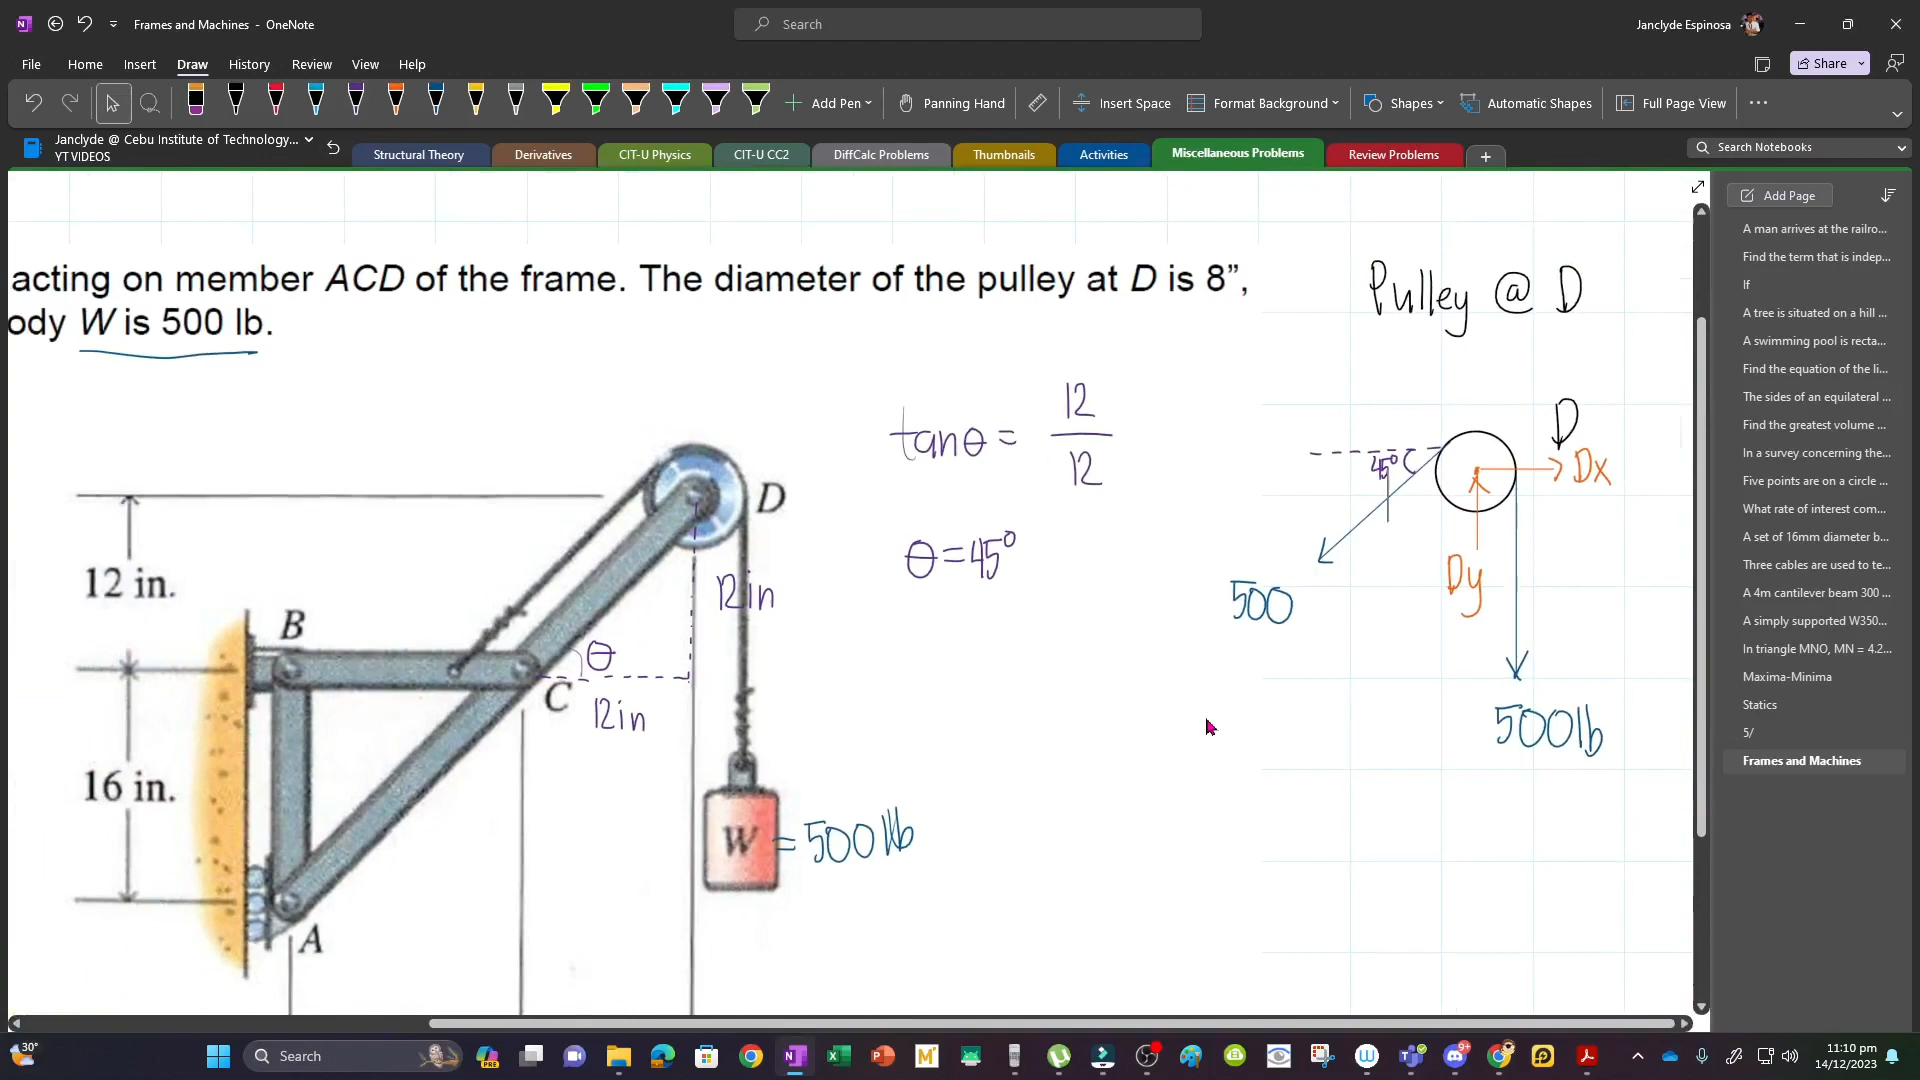 Frames and Machines - OneNote
Search
Janclyde Espinosa
File Home Insert Draw History Review View Help
Share
Add Pen
Panning Hand
Insert Space
Format Background
Shapes
Automatic Shapes
Full Page View
Janclyde @ Cebu Institute of Technology...
YT VIDEOS
Structural Theory
Derivatives
CIT-U Physics
CIT-U CC2
DiffCalc Problems
Thumbnails
Activities
Miscellaneous Problems
Review Problems
Search Notebooks
Add Page
A man arrives at the railro...
Find the term that is indep...
If
A tree is situated on a hill ...
A swimming pool is recta...
Find the equation of the li...
The sides of an equilateral ...
Find the greatest volume ...
In a survey concerning the...
Five points are on a circle ...
What rate of interest com...
A set of 16mm diameter b...
Three cables are used to te...
A 4m cantilever beam 300 ...
A simply supported W350...
In triangle MNO, MN = 4.2...
Maxima-Minima
Statics
5/
Frames and Machines
acting on member ACD of the frame. The diameter of the pulley at D is 8”,
ody W is 500 lb.
Pulley @ D
tanθ = 12
12
θ=45°
D
45°
Dx
Dy
500
500lb
D
12 in.
12in
B
θ
C
12in
16 in.
W
= 500lb
A
30°
Search
PRE
9+
11:10 pm
14/12/2023